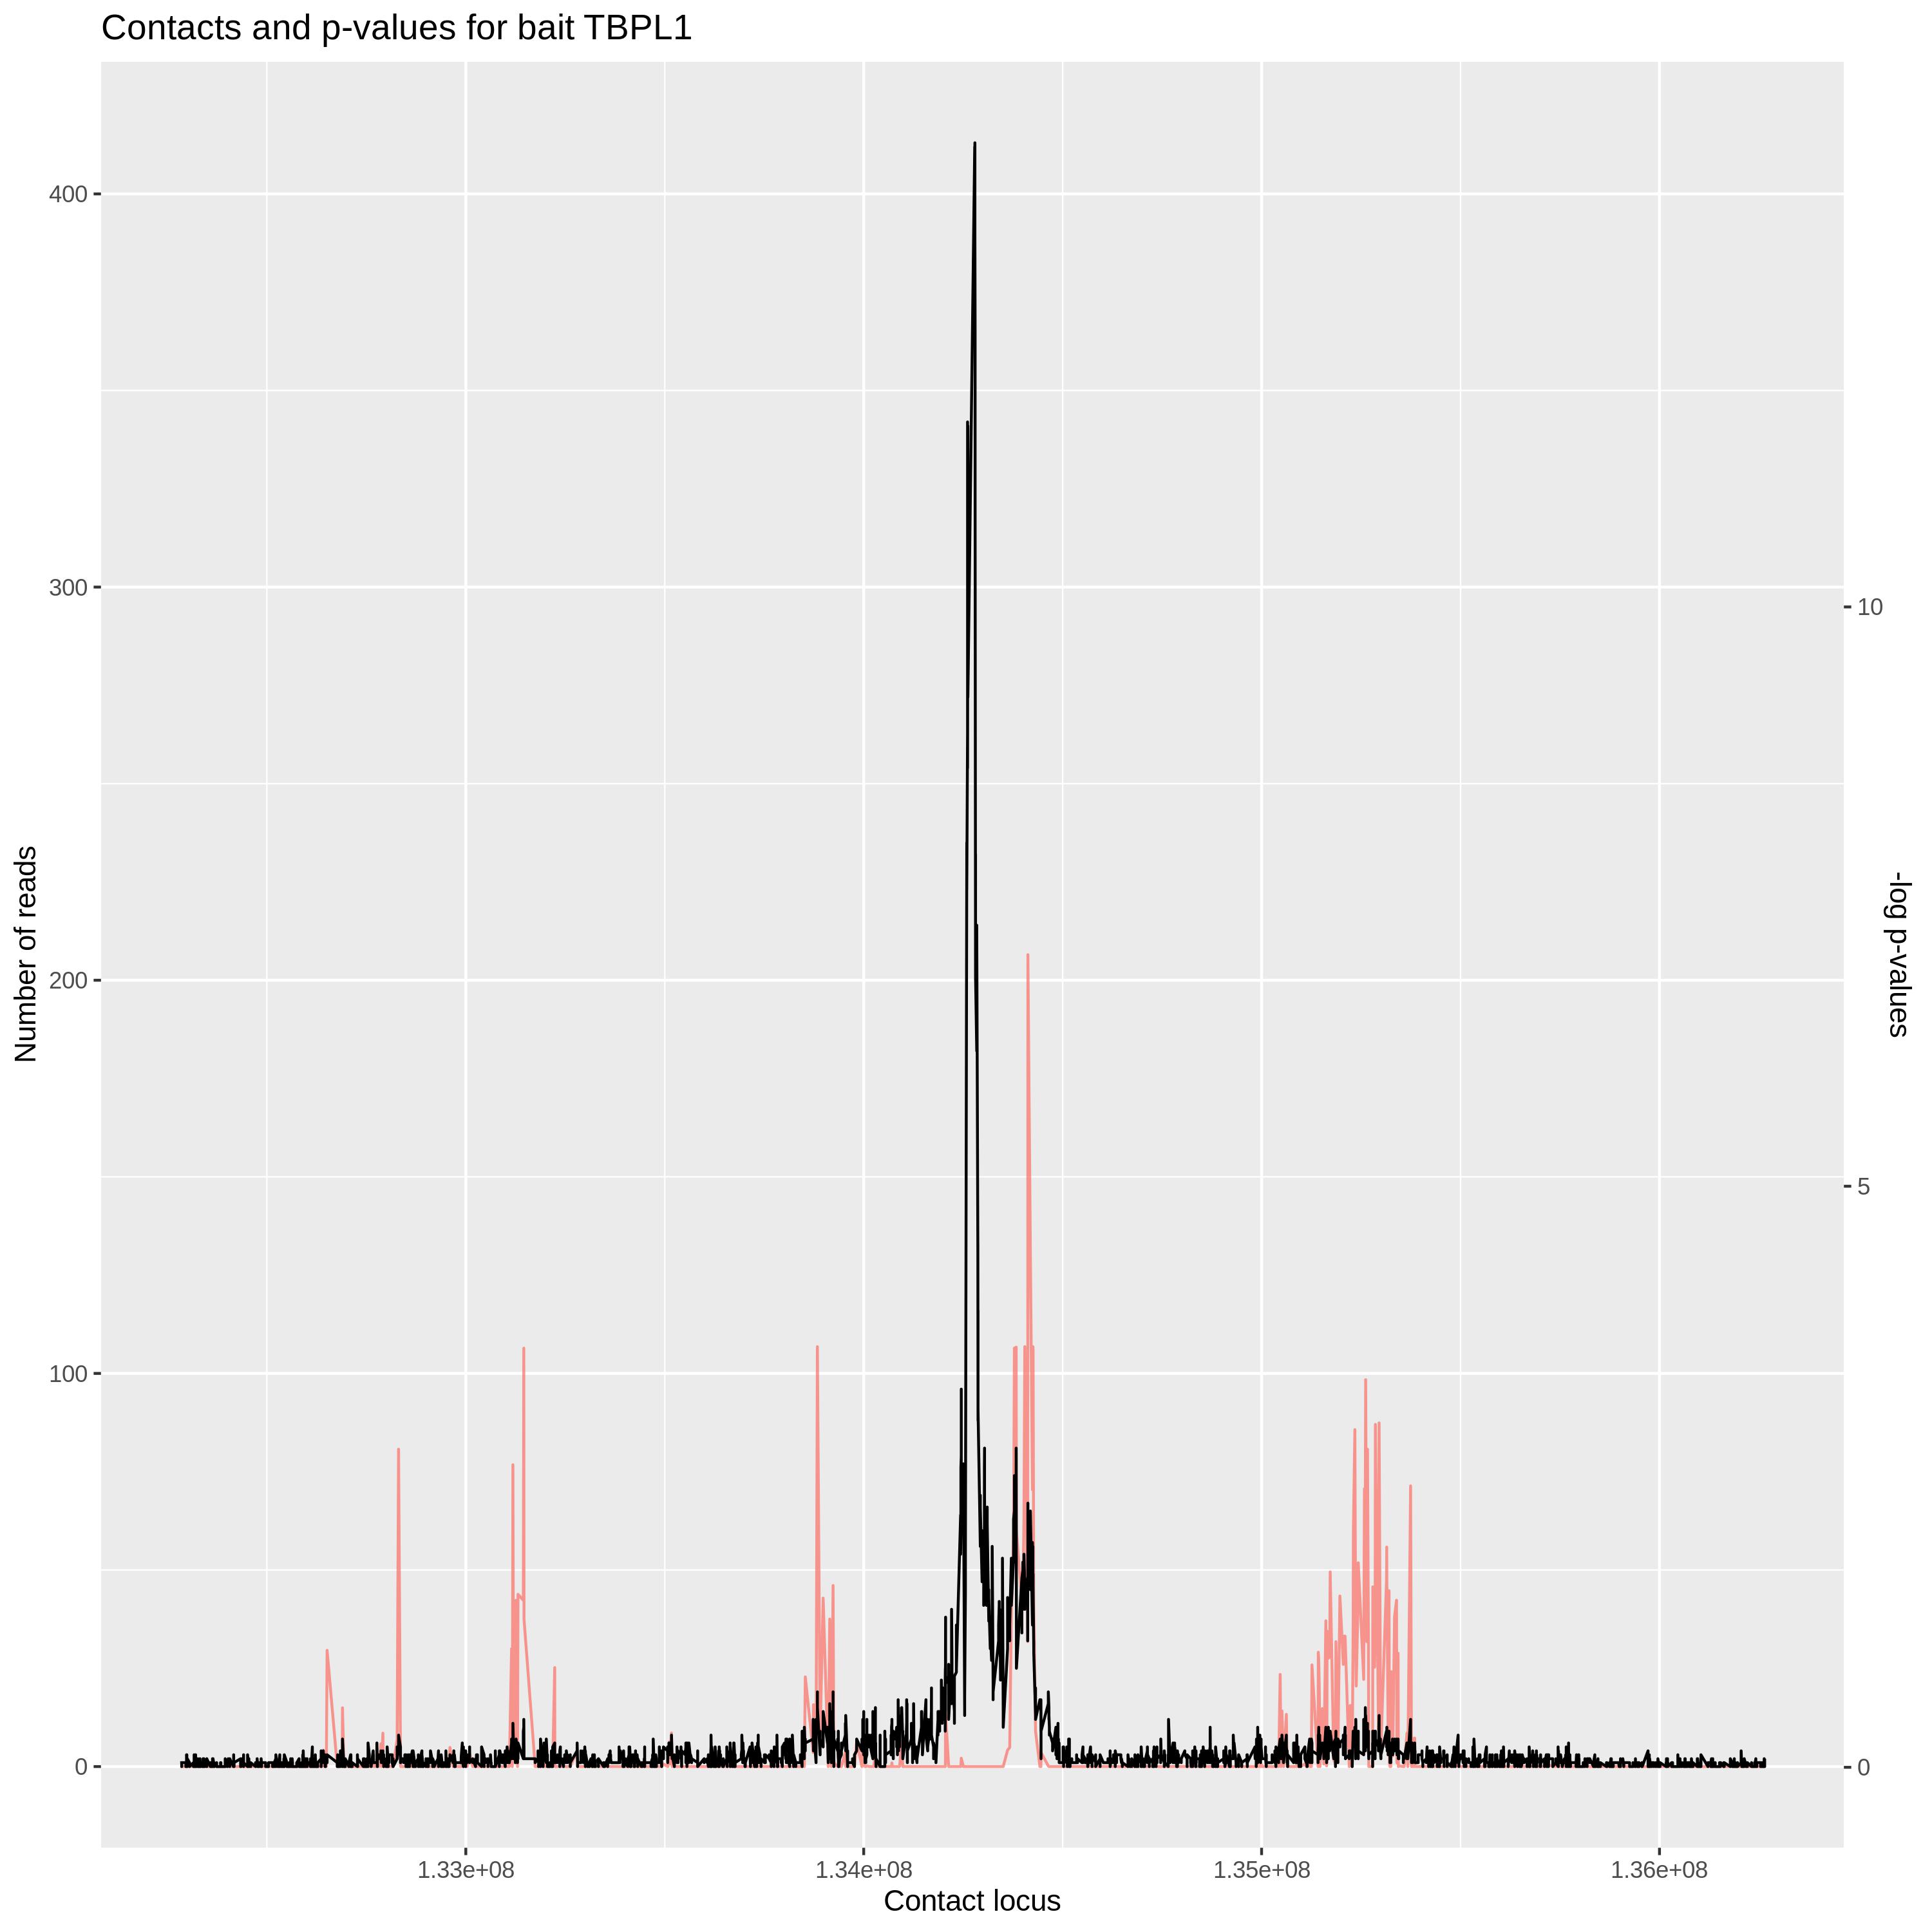 Contacts and p-values for bait TBPL1
400
300
200
100
0
Number of reads
10
5
0
-log p-values
1.33e+08
1.34e+08
1.35e+08
1.36e+08
Contact locus